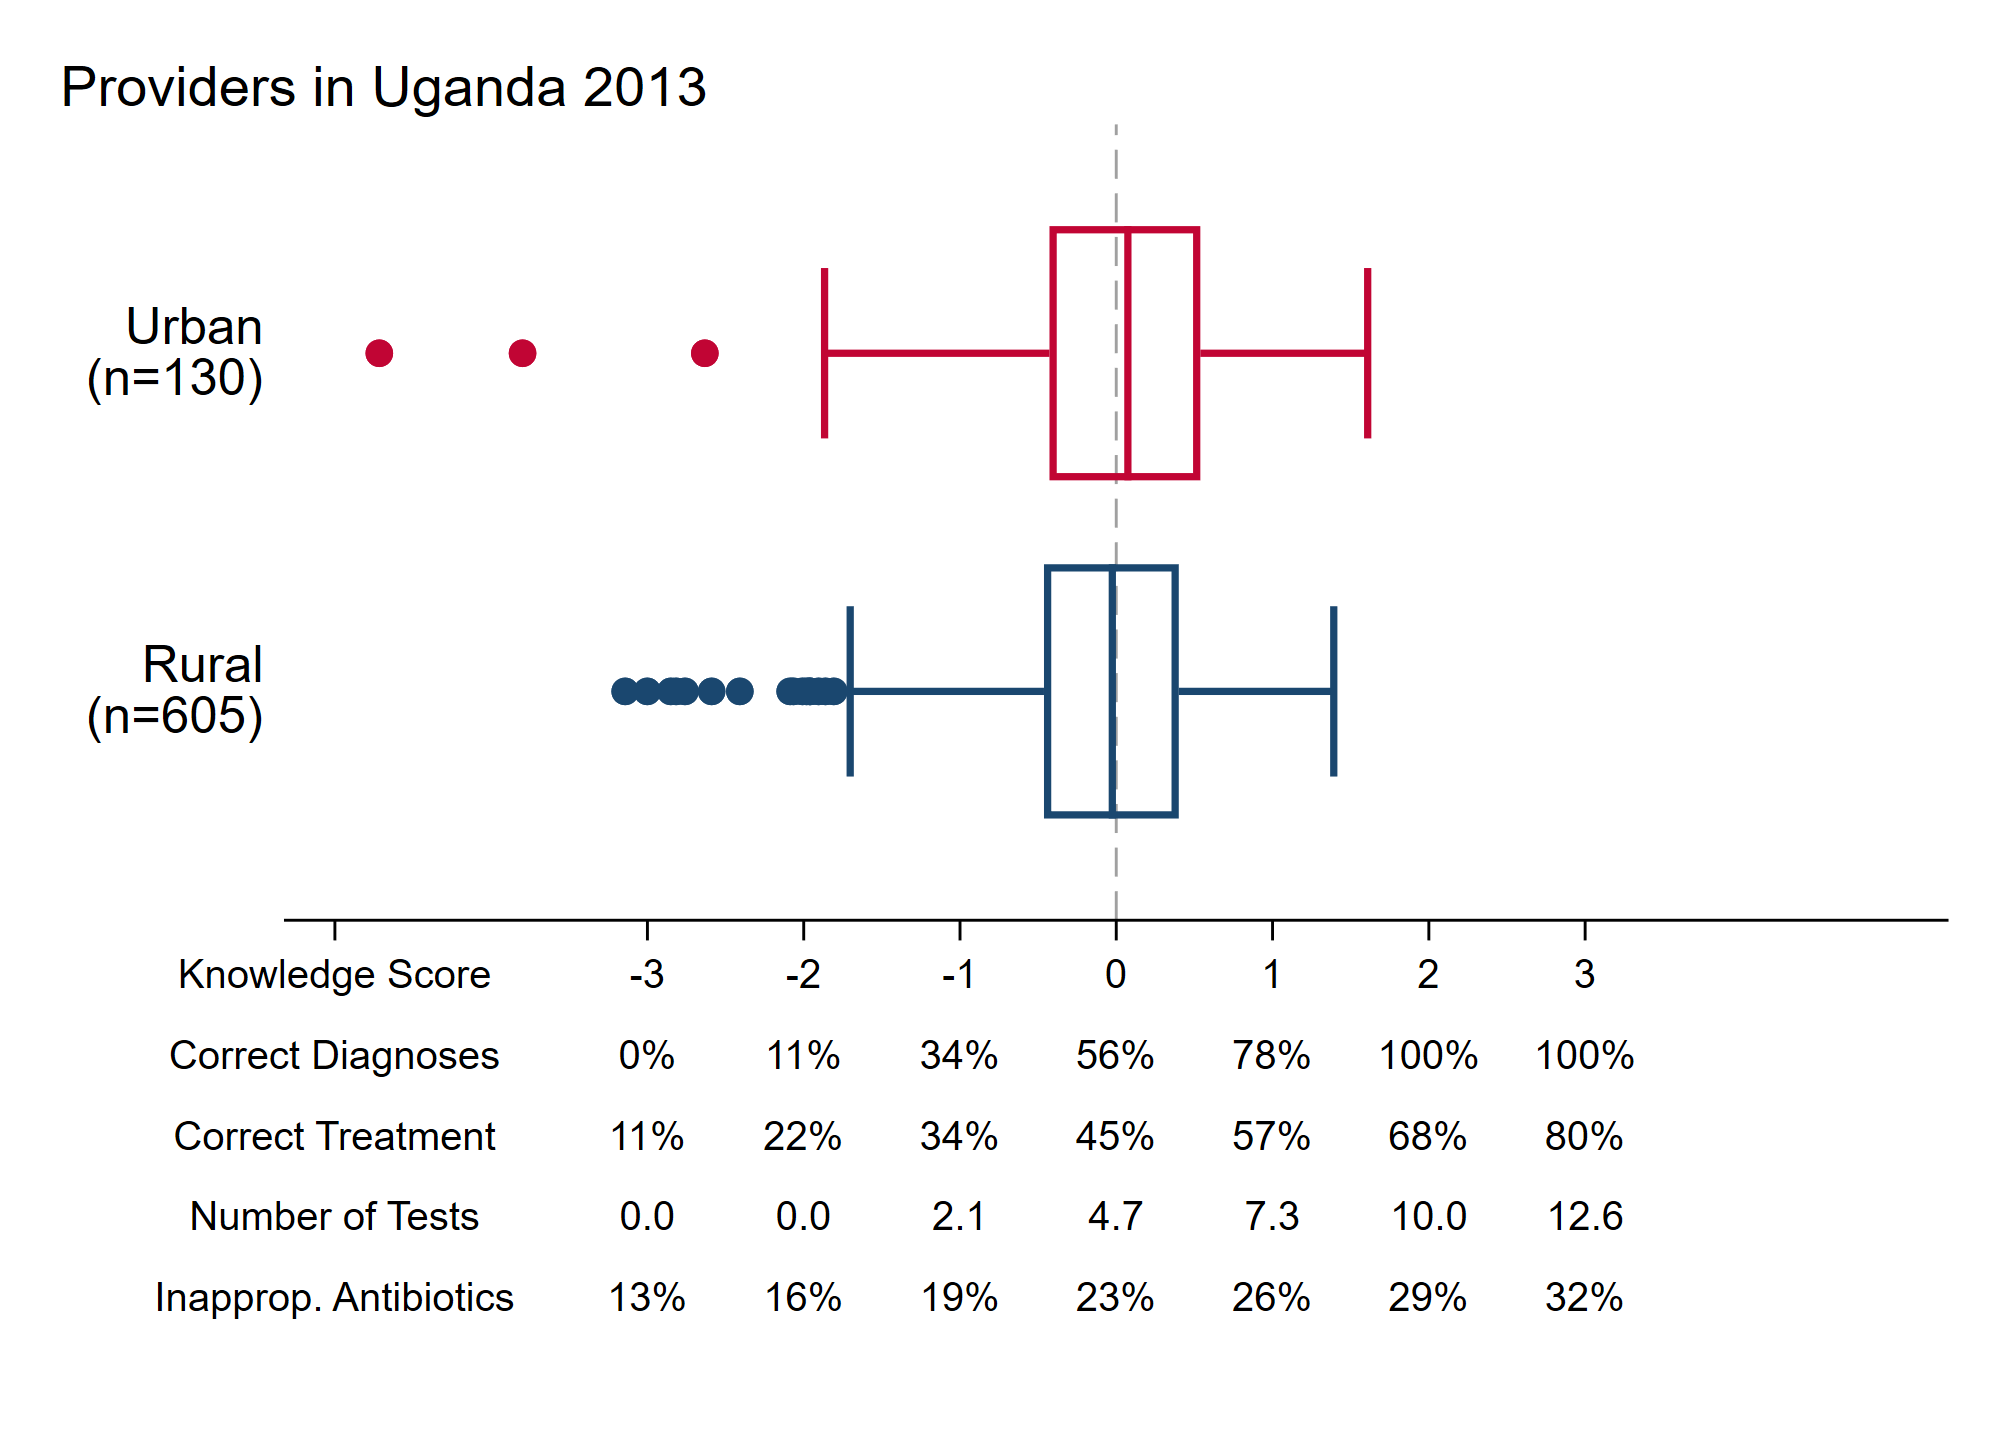 Providers in Uganda 2013
Urban
(n=130)
Rural
(n=605)
Knowledge Score -3 -2 -1 0 1 2 3
Correct Diagnoses 0% 11% 34% 56% 78% 100% 100%
Correct Treatment 11% 22% 34% 45% 57% 68% 80%
Number of Tests 0.0 0.0 2.1 4.7 7.3 10.0 12.6
Inapprop. Antibiotics 13% 16% 19% 23% 26% 29% 32%